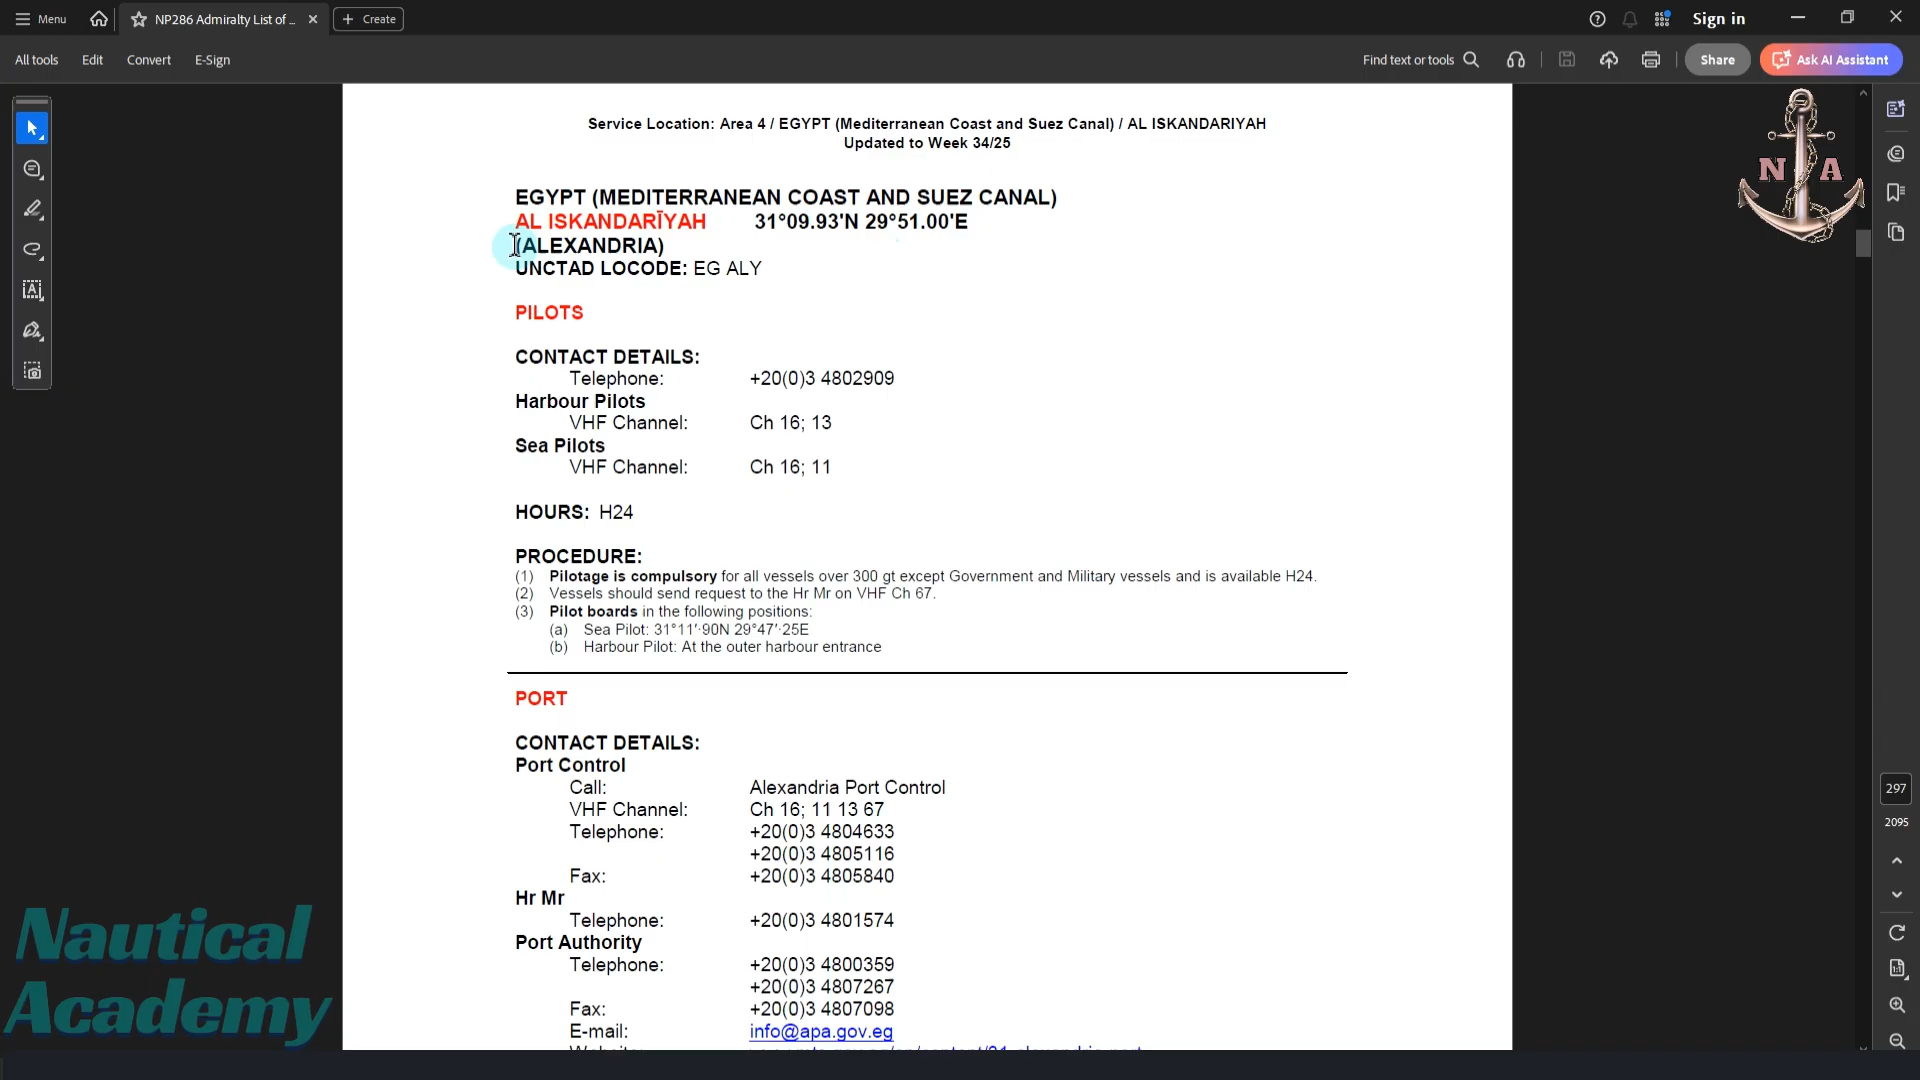 Menu
NP286 Admiralty List of ...
Create
Sign in
All tools
Edit
Convert
E-Sign
Find text or tools
Share
Ask AI Assistant
N A
Service Location: Area 4 / EGYPT (Mediterranean Coast and Suez Canal) / AL ISKANDARIYAH
Updated to Week 34/25
EGYPT (MEDITERRANEAN COAST AND SUEZ CANAL)
AL ISKANDARĪYAH 31°09.93'N 29°51.00'E
(ALEXANDRIA)
UNCTAD LOCODE: EG ALY
PILOTS
CONTACT DETAILS:
Telephone: +20(0)3 4802909
Harbour Pilots
VHF Channel: Ch 16; 13
Sea Pilots
VHF Channel: Ch 16; 11
HOURS: H24
PROCEDURE:
(1) Pilotage is compulsory for all vessels over 300 gt except Government and Military vessels and is available H24.
(2) Vessels should send request to the Hr Mr on VHF Ch 67.
(3) Pilot boards in the following positions:
(a) Sea Pilot: 31°11′·90N 29°47′·25E
(b) Harbour Pilot: At the outer harbour entrance
PORT
CONTACT DETAILS:
Port Control
Call: Alexandria Port Control
VHF Channel: Ch 16; 11 13 67
Telephone: +20(0)3 4804633
+20(0)3 4805116
Fax: +20(0)3 4805840
Hr Mr
Telephone: +20(0)3 4801574
Port Authority
Telephone: +20(0)3 4800359
+20(0)3 4807267
Fax: +20(0)3 4807098
E-mail: info@apa.gov.eg
297
2095
Nautical
Academy